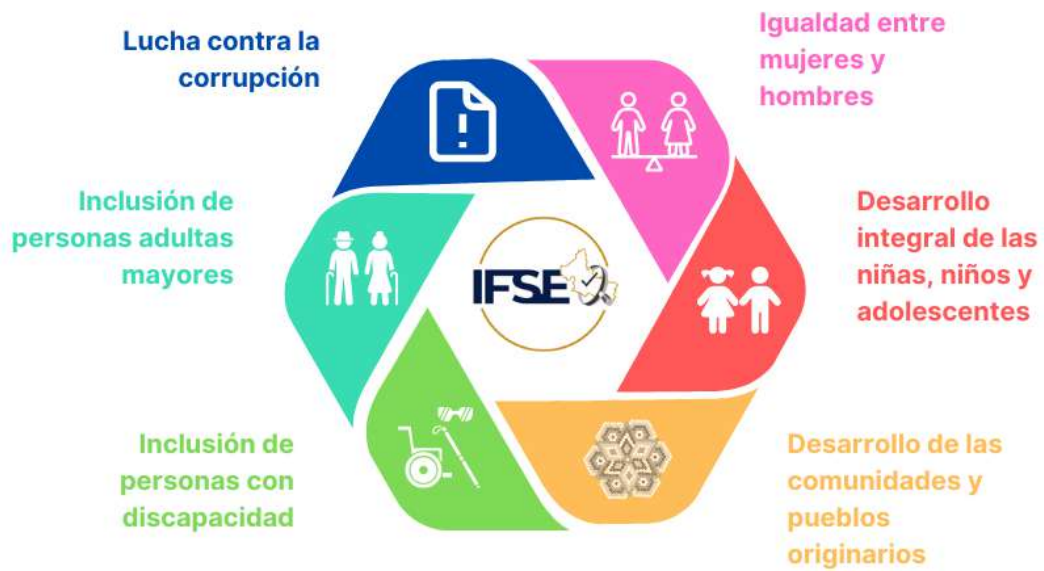 Lucha contra la
corrupción
Igualdad entre
mujeres y
hombres
Inclusión de
personas adultas
mayores
IFSE
Desarrollo
integral de las
niñas, niños y
adolescentes
Inclusión de
personas con
discapacidad
Desarrollo de las
comunidades y
pueblos
originarios